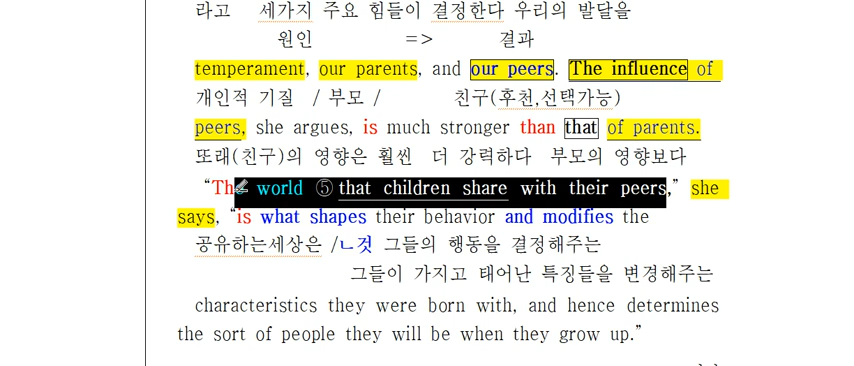 라고 세가지 주요 힘들이 결정한다 우리의 발달을
원인 => 결과
temperament, our parents, and our peers. The influence of
개인적 기질 / 부모 / 친구(후천,선택가능)
peers, she argues, is much stronger than that of parents.
또래(친구)의 영향은 훨씬 더 강력하다 부모의 영향보다
“Th world ⑤ that children share with their peers,” she
says, “is what shapes their behavior and modifies the
공유하는세상은 /ㄴ것 그들의 행동을 결정해주는
그들이 가지고 태어난 특징들을 변경해주는
characteristics they were born with, and hence determines
the sort of people they will be when they grow up.”